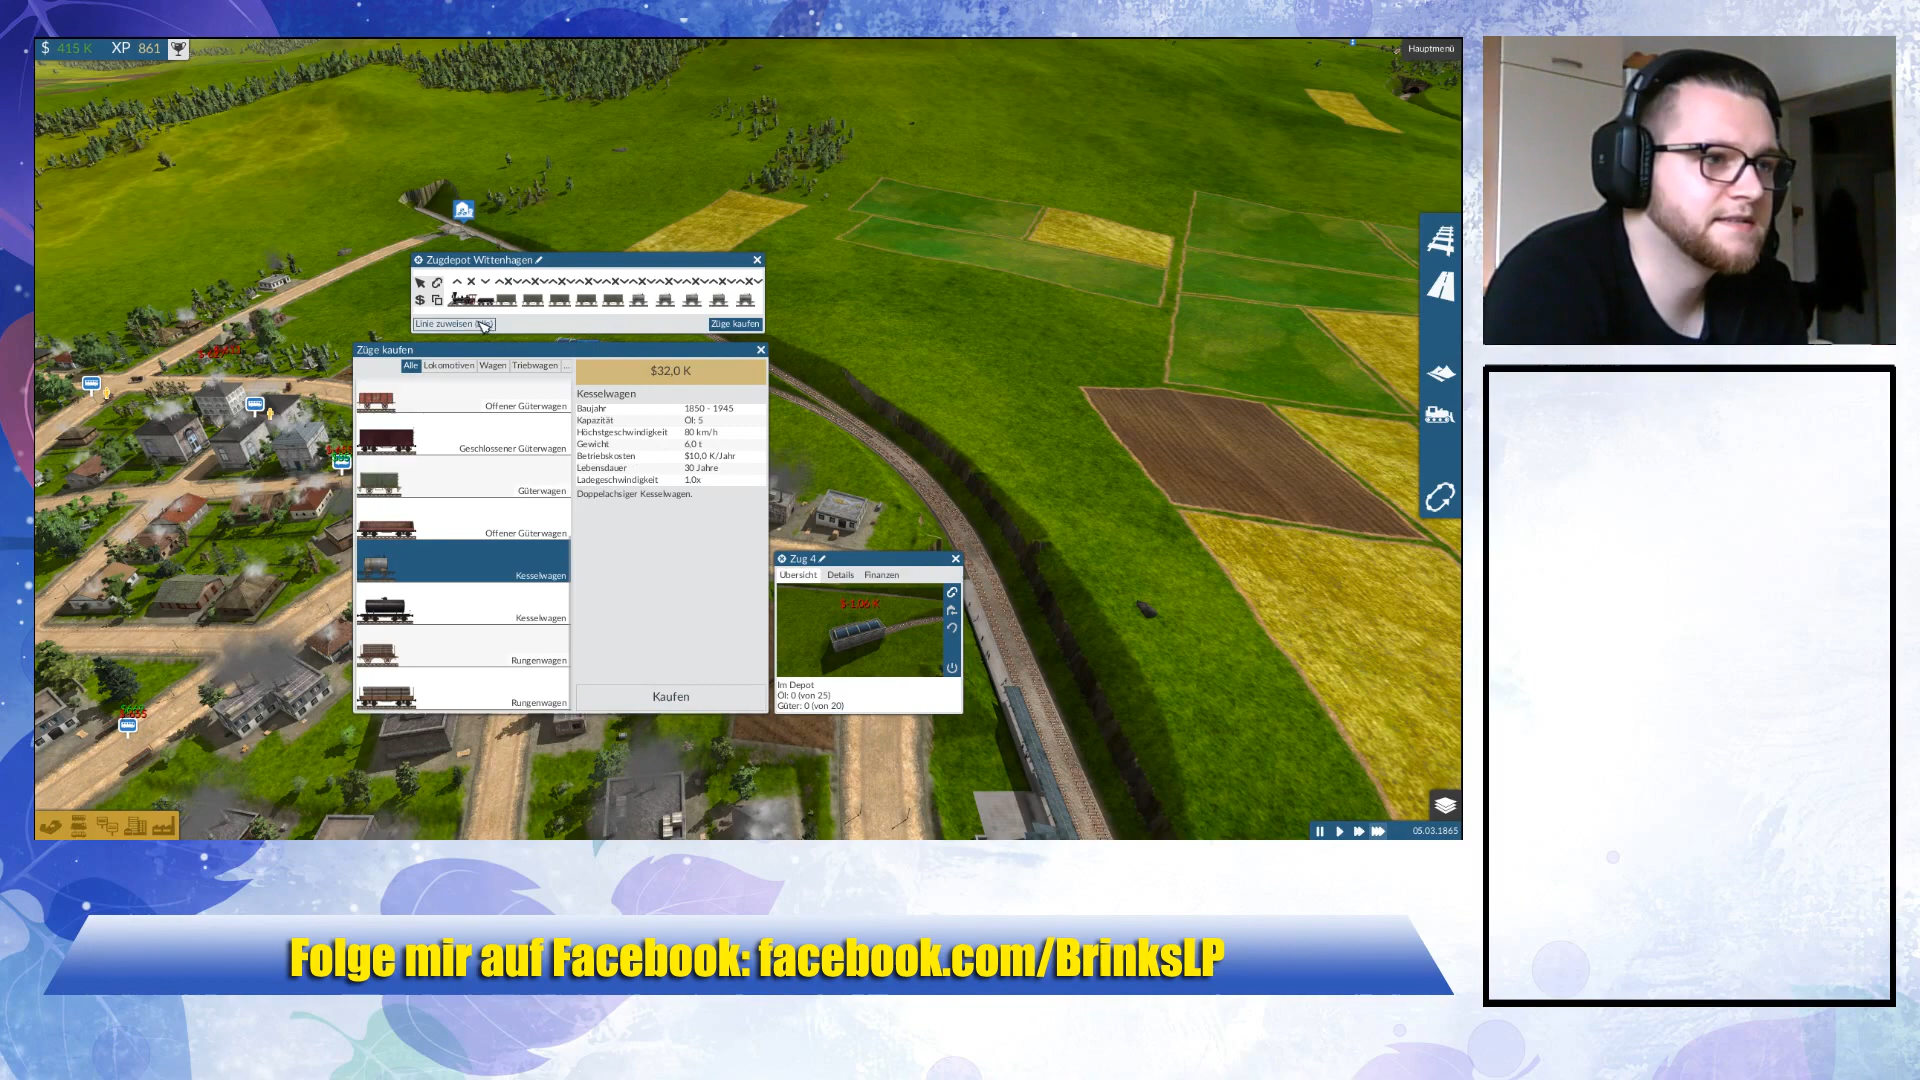 $ 415 K XP 861
Hauptmenü
Zugdepot Wittenhagen
Linie zuweisen
Züge kaufen
Züge kaufen
Alle Lokomotiven Wagen Triebwagen ...
Offener Güterwagen
Geschlossener Güterwagen
Güterwagen
Offener Güterwagen
Kesselwagen
Kesselwagen
Rungenwagen
Rungenwagen
$32,0 K
Kesselwagen
Baujahr 1850 - 1945
Kapazität Öl: 5
Höchstgeschwindigkeit 80 km/h
Gewicht 6,0 t
Betriebskosten $10,0 K/Jahr
Lebensdauer 30 Jahre
Ladegeschwindigkeit 1,0x
Doppelachsiger Kesselwagen.
Kaufen
Zug 4
Übersicht Details Finanzen
$-1,06 K
Im Depot
Öl: 0 (von 25)
Güter: 0 (von 20)
05.03.1865
Folge mir auf Facebook: facebook.com/BrinksLP